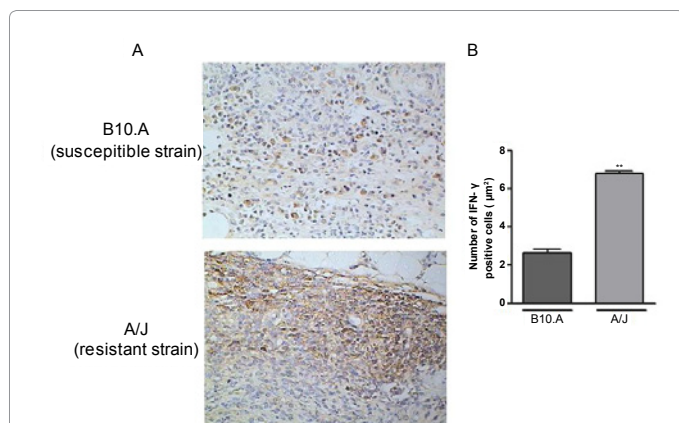 A
B10.A
(suscepitible strain)
A/J
(resistant strain)
B
Number of IFN- γ
positive cells ( μm²)
8
6
4
2
0
**
B10.A
A/J